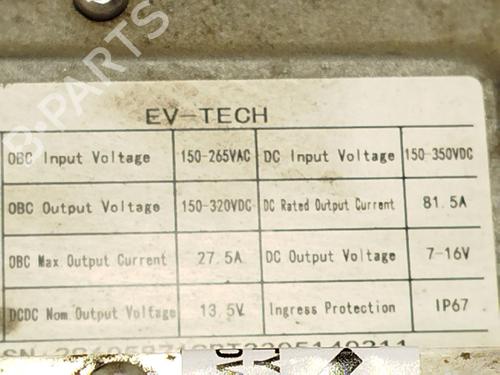 B-PARTS
EV-TECH
OBC Input Voltage 150-265VAC DC Input Voltage 150-350VDC
OBC Output Voltage 150-320VDC DC Rated Output Current 81.5A
OBC Max Output Current 27.5A DC Output Voltage 7-16V
DCDC Nom. Output Voltage 13.5V Ingress Protection IP67
SN